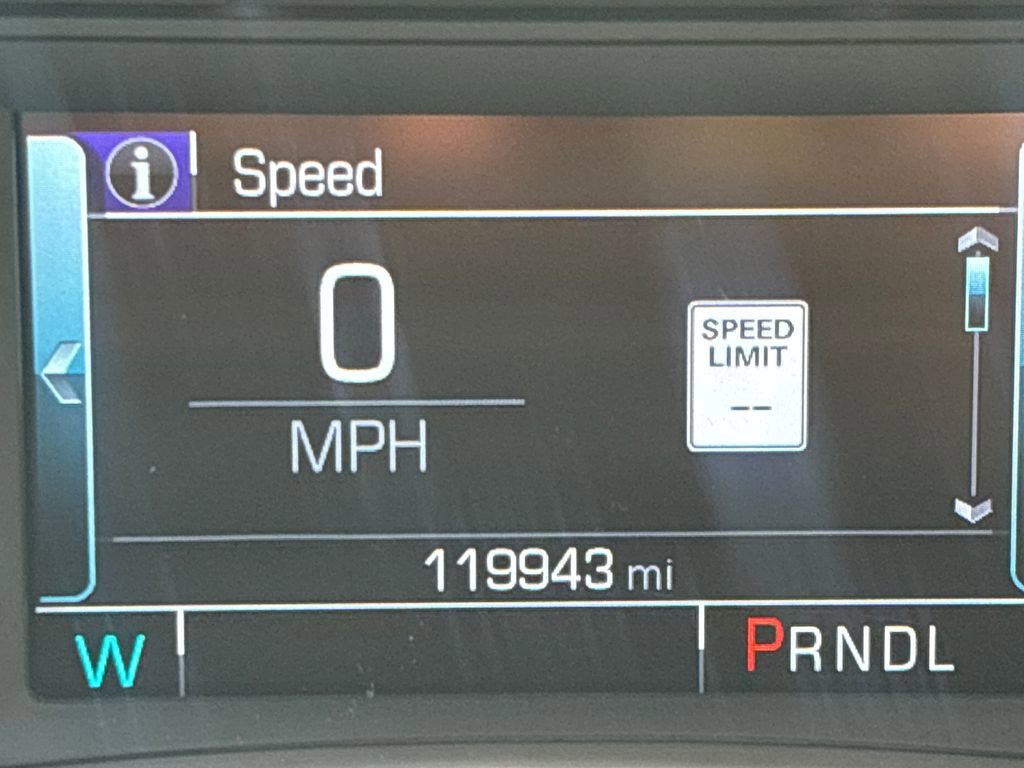 i Speed
0
MPH
SPEED
LIMIT
--
119943 mi
W
PRNDL